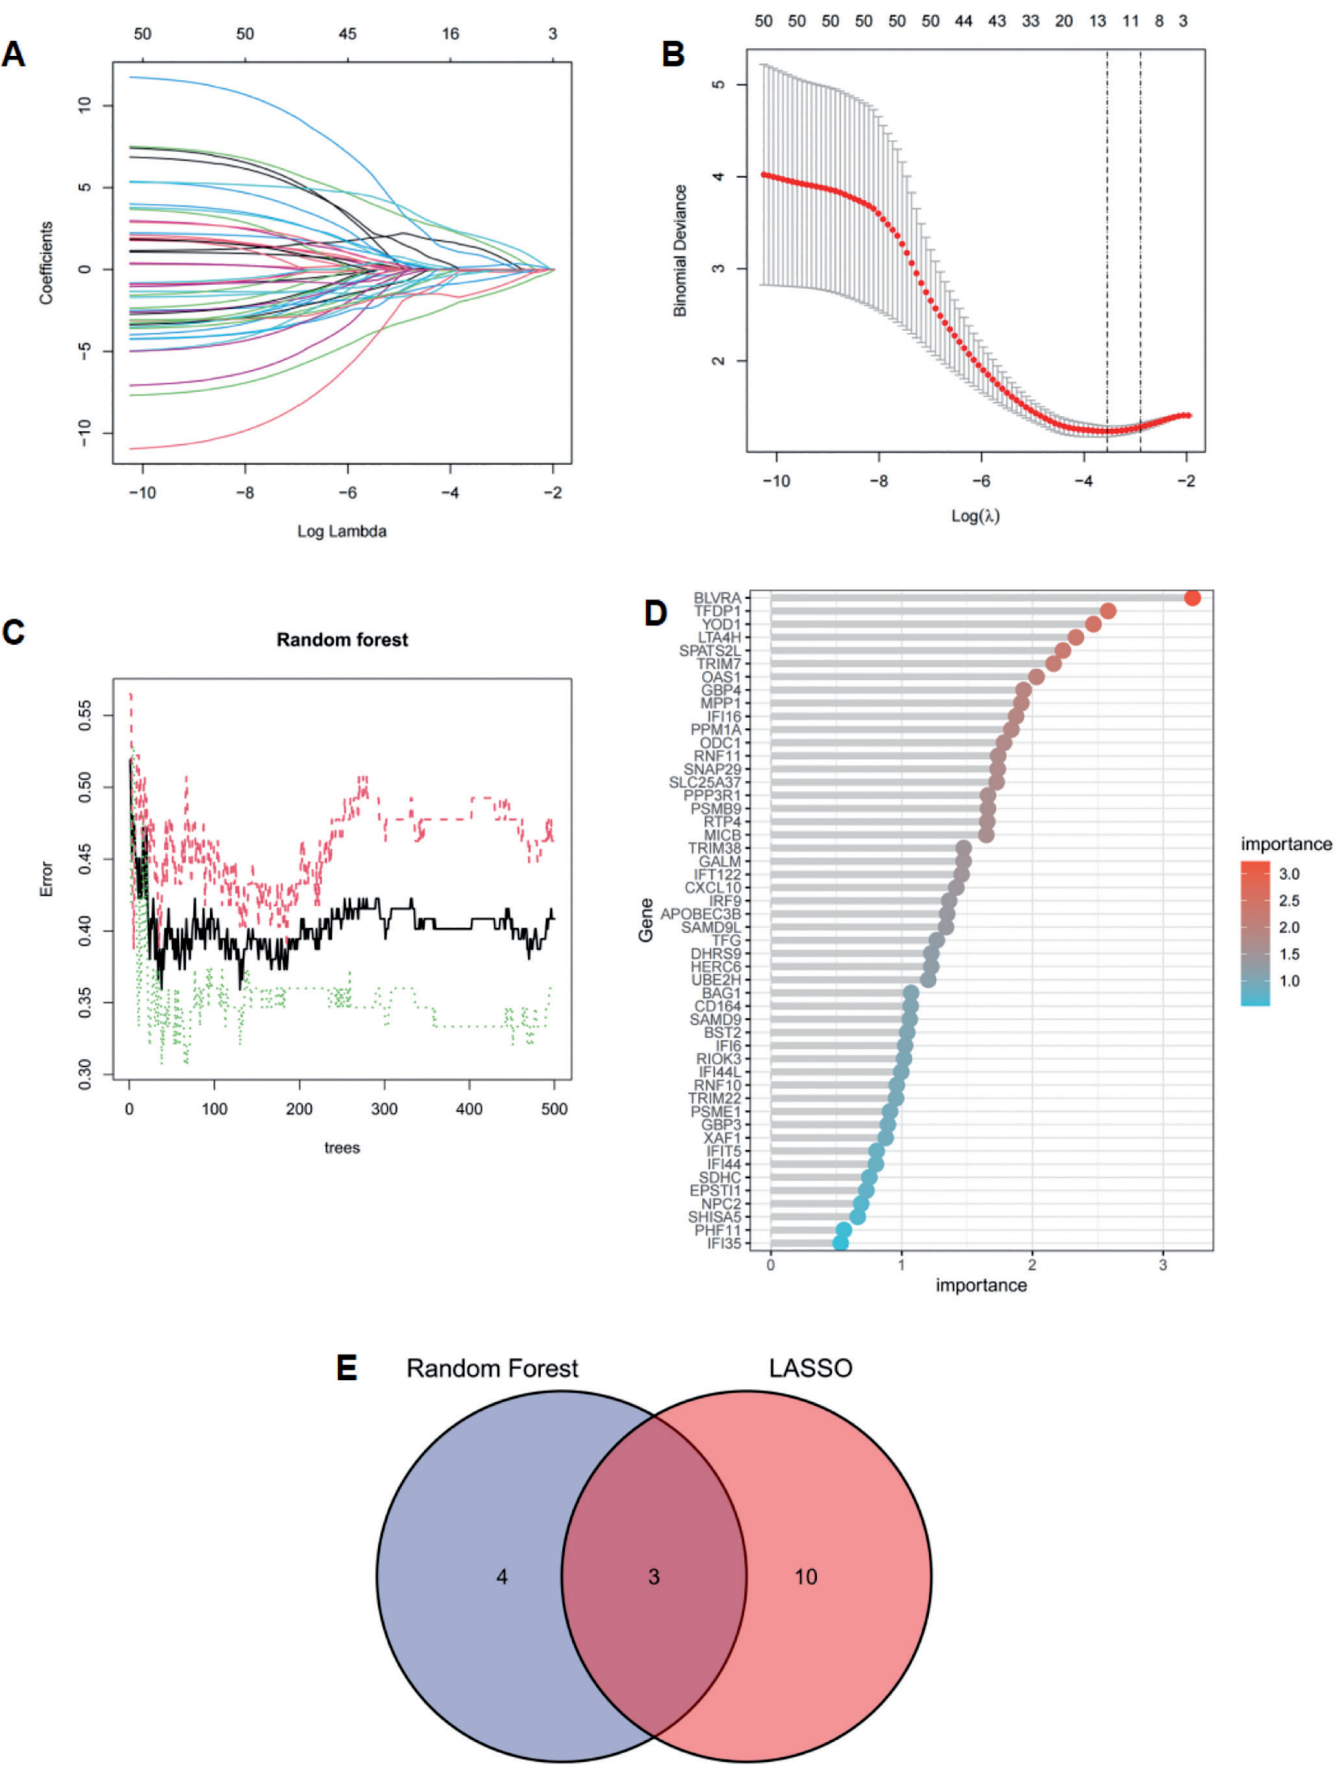 A
50 50 45 16 3
Coefficients
10
5
0
−5
−10
−10 −8 −6 −4 −2
Log Lambda
B
50 50 50 50 50 50 44 43 33 20 13 11 8 3
Binomial Deviance
5
4
3
2
−10 −8 −6 −4 −2
Log(λ)
C
Random forest
Error
0.55
0.50
0.45
0.40
0.35
0.30
0 100 200 300 400 500
trees
D
Gene
BLVRA
TFDP1
YOD1
LTA4H
SPATS2L
TRIM7
OAS1
GBP4
MPP1
IFI16
PPM1A
ODC1
RNF11
SNAP29
SLC25A37
PPP3R1
PSMB9
RTP4
MICB
TRIM38
GALM
IFT122
CXCL10
IRF9
APOBEC3B
SAMD9L
TFG
DHRS9
HERC6
UBE2H
BAG1
CD164
SAMD9
BST2
IFI6
RIOK3
IFI44L
RNF10
TRIM22
PSME1
GBP3
XAF1
IFIT5
IFI44
SDHC
EPSTI1
NPC2
SHISA5
PHF11
IFI35
0 1 2 3
importance
importance
3.0
2.5
2.0
1.5
1.0
E
Random Forest LASSO
4 3 10